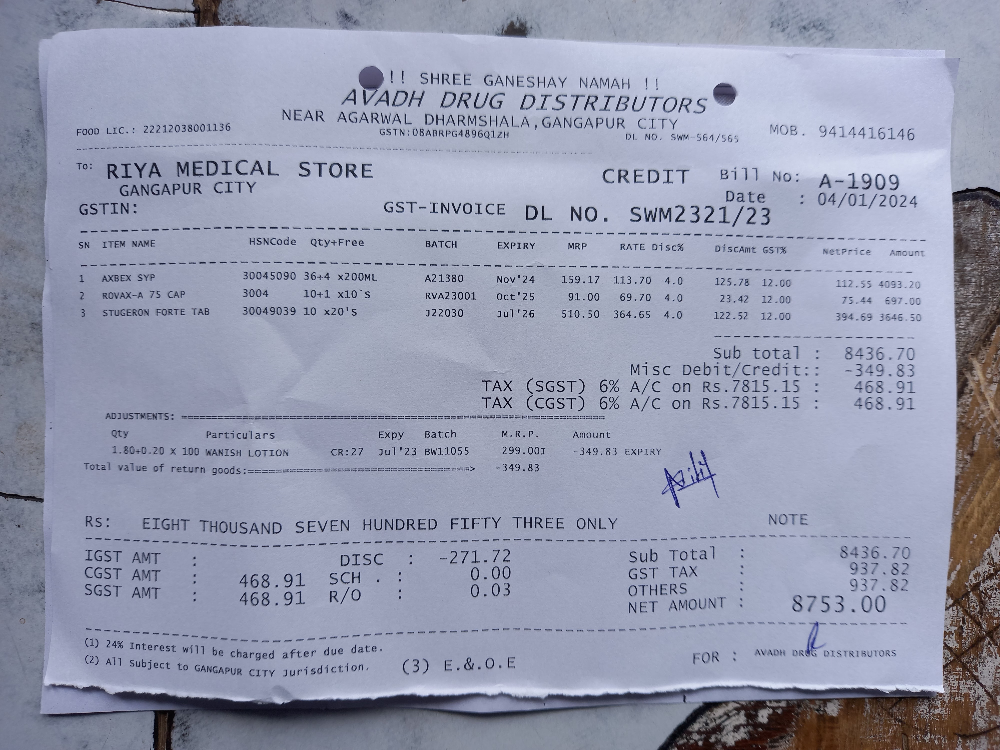 !! SHREE GANESHAY NAMAH !!
AVADH DRUG DISTRIBUTORS
NEAR AGARWAL DHARMSHALA,GANGAPUR CITY
FOOD LIC.: 22212038001136 GSTN:08ABRPG4896Q1ZH DL NO. SWM-564/565 MOB. 9414416146
To: RIYA MEDICAL STORE CREDIT Bill No: A-1909
GANGAPUR CITY Date : 04/01/2024
GSTIN: GST-INVOICE DL NO. SWM2321/23
SN ITEM NAME HSNCode Qty+Free BATCH EXPIRY MRP RATE Disc% DiscAmt GST% NetPrice Amount
1 AXBEX SYP 30045090 36+4 x200ML A21380 Nov'24 159.17 113.70 4.0 125.78 12.00 112.55 4093.20
2 ROVAX-A 75 CAP 3004 10+1 x10`S RVA23001 Oct'25 91.00 69.70 4.0 23.42 12.00 75.44 697.00
3 STUGERON FORTE TAB 30049039 10 x20'S J22030 Jul'26 510.50 364.65 4.0 122.52 12.00 394.69 3646.50
Sub total : 8436.70
Misc Debit/Credit:: -349.83
TAX (SGST) 6% A/C on Rs.7815.15 : 468.91
TAX (CGST) 6% A/C on Rs.7815.15 : 468.91
ADJUSTMENTS:
Qty Particulars Expy Batch M.R.P. Amount
1.80+0.20 X 100 WANISH LOTION CR:27 Jul'23 BW11055 299.00I -349.83 EXPIRY
Total value of return goods:=> -349.83
RS: EIGHT THOUSAND SEVEN HUNDRED FIFTY THREE ONLY NOTE
IGST AMT : DISC : -271.72 Sub Total : 8436.70
CGST AMT : 468.91 SCH . : 0.00 GST TAX : 937.82
SGST AMT : 468.91 R/O : 0.03 OTHERS : 937.82
NET AMOUNT : 8753.00
(1) 24% Interest will be charged after due date.
(2) All Subject to GANGAPUR CITY Jurisdiction. (3) E.&.O.E
FOR : AVADH DRUG DISTRIBUTORS